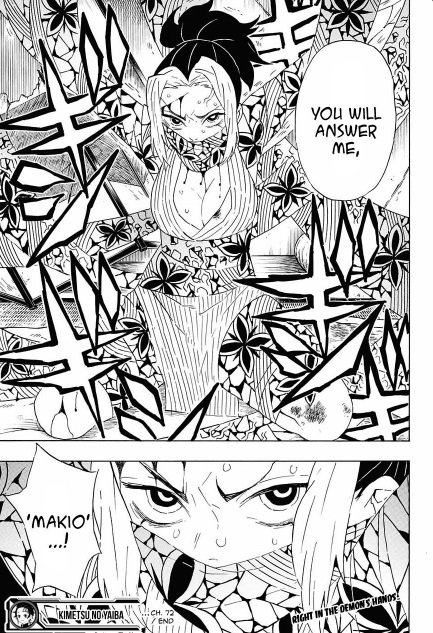 YOU WILL
ANSWER
ME,
'MAKIO'
...!
KIMETSU NO YAIBA
...CH. 72
/ END
RIGHT IN THE DEMON'S HANDS!